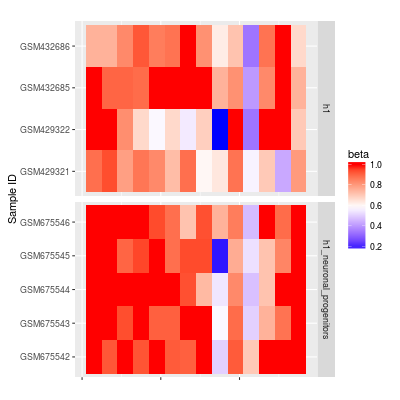 GSM432686
GSM432685
GSM429322
GSM429321
h1
GSM675546
GSM675545
GSM675544
GSM675543
GSM675542
h1_neuronal_progenitors
Sample ID
beta
1.0
0.8
0.6
0.4
0.2